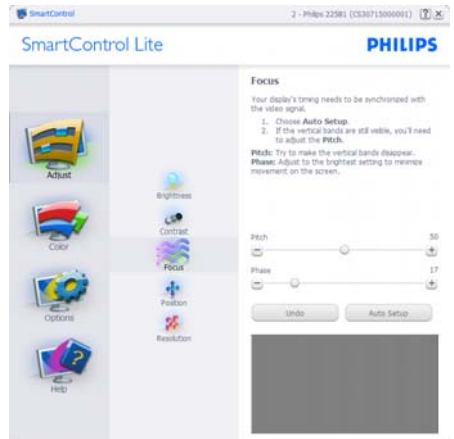 SmartControl
2 - Philips 225B1 (CS30715000001)
SmartControl Lite
PHILIPS
Adjust
Color
Options
Help
Brightness
Contrast
Focus
Position
Resolution
Focus
Your display's timing needs to be synchronized with
the video signal.
1. Choose Auto Setup.
2. If the vertical bands are still visible, you'll need
to adjust the Pitch.
Pitch: Try to make the vertical bands disappear.
Phase: Adjust to the brightest setting to minimize
movement on the screen.
Pitch 50
Phase 17
Undo Auto Setup